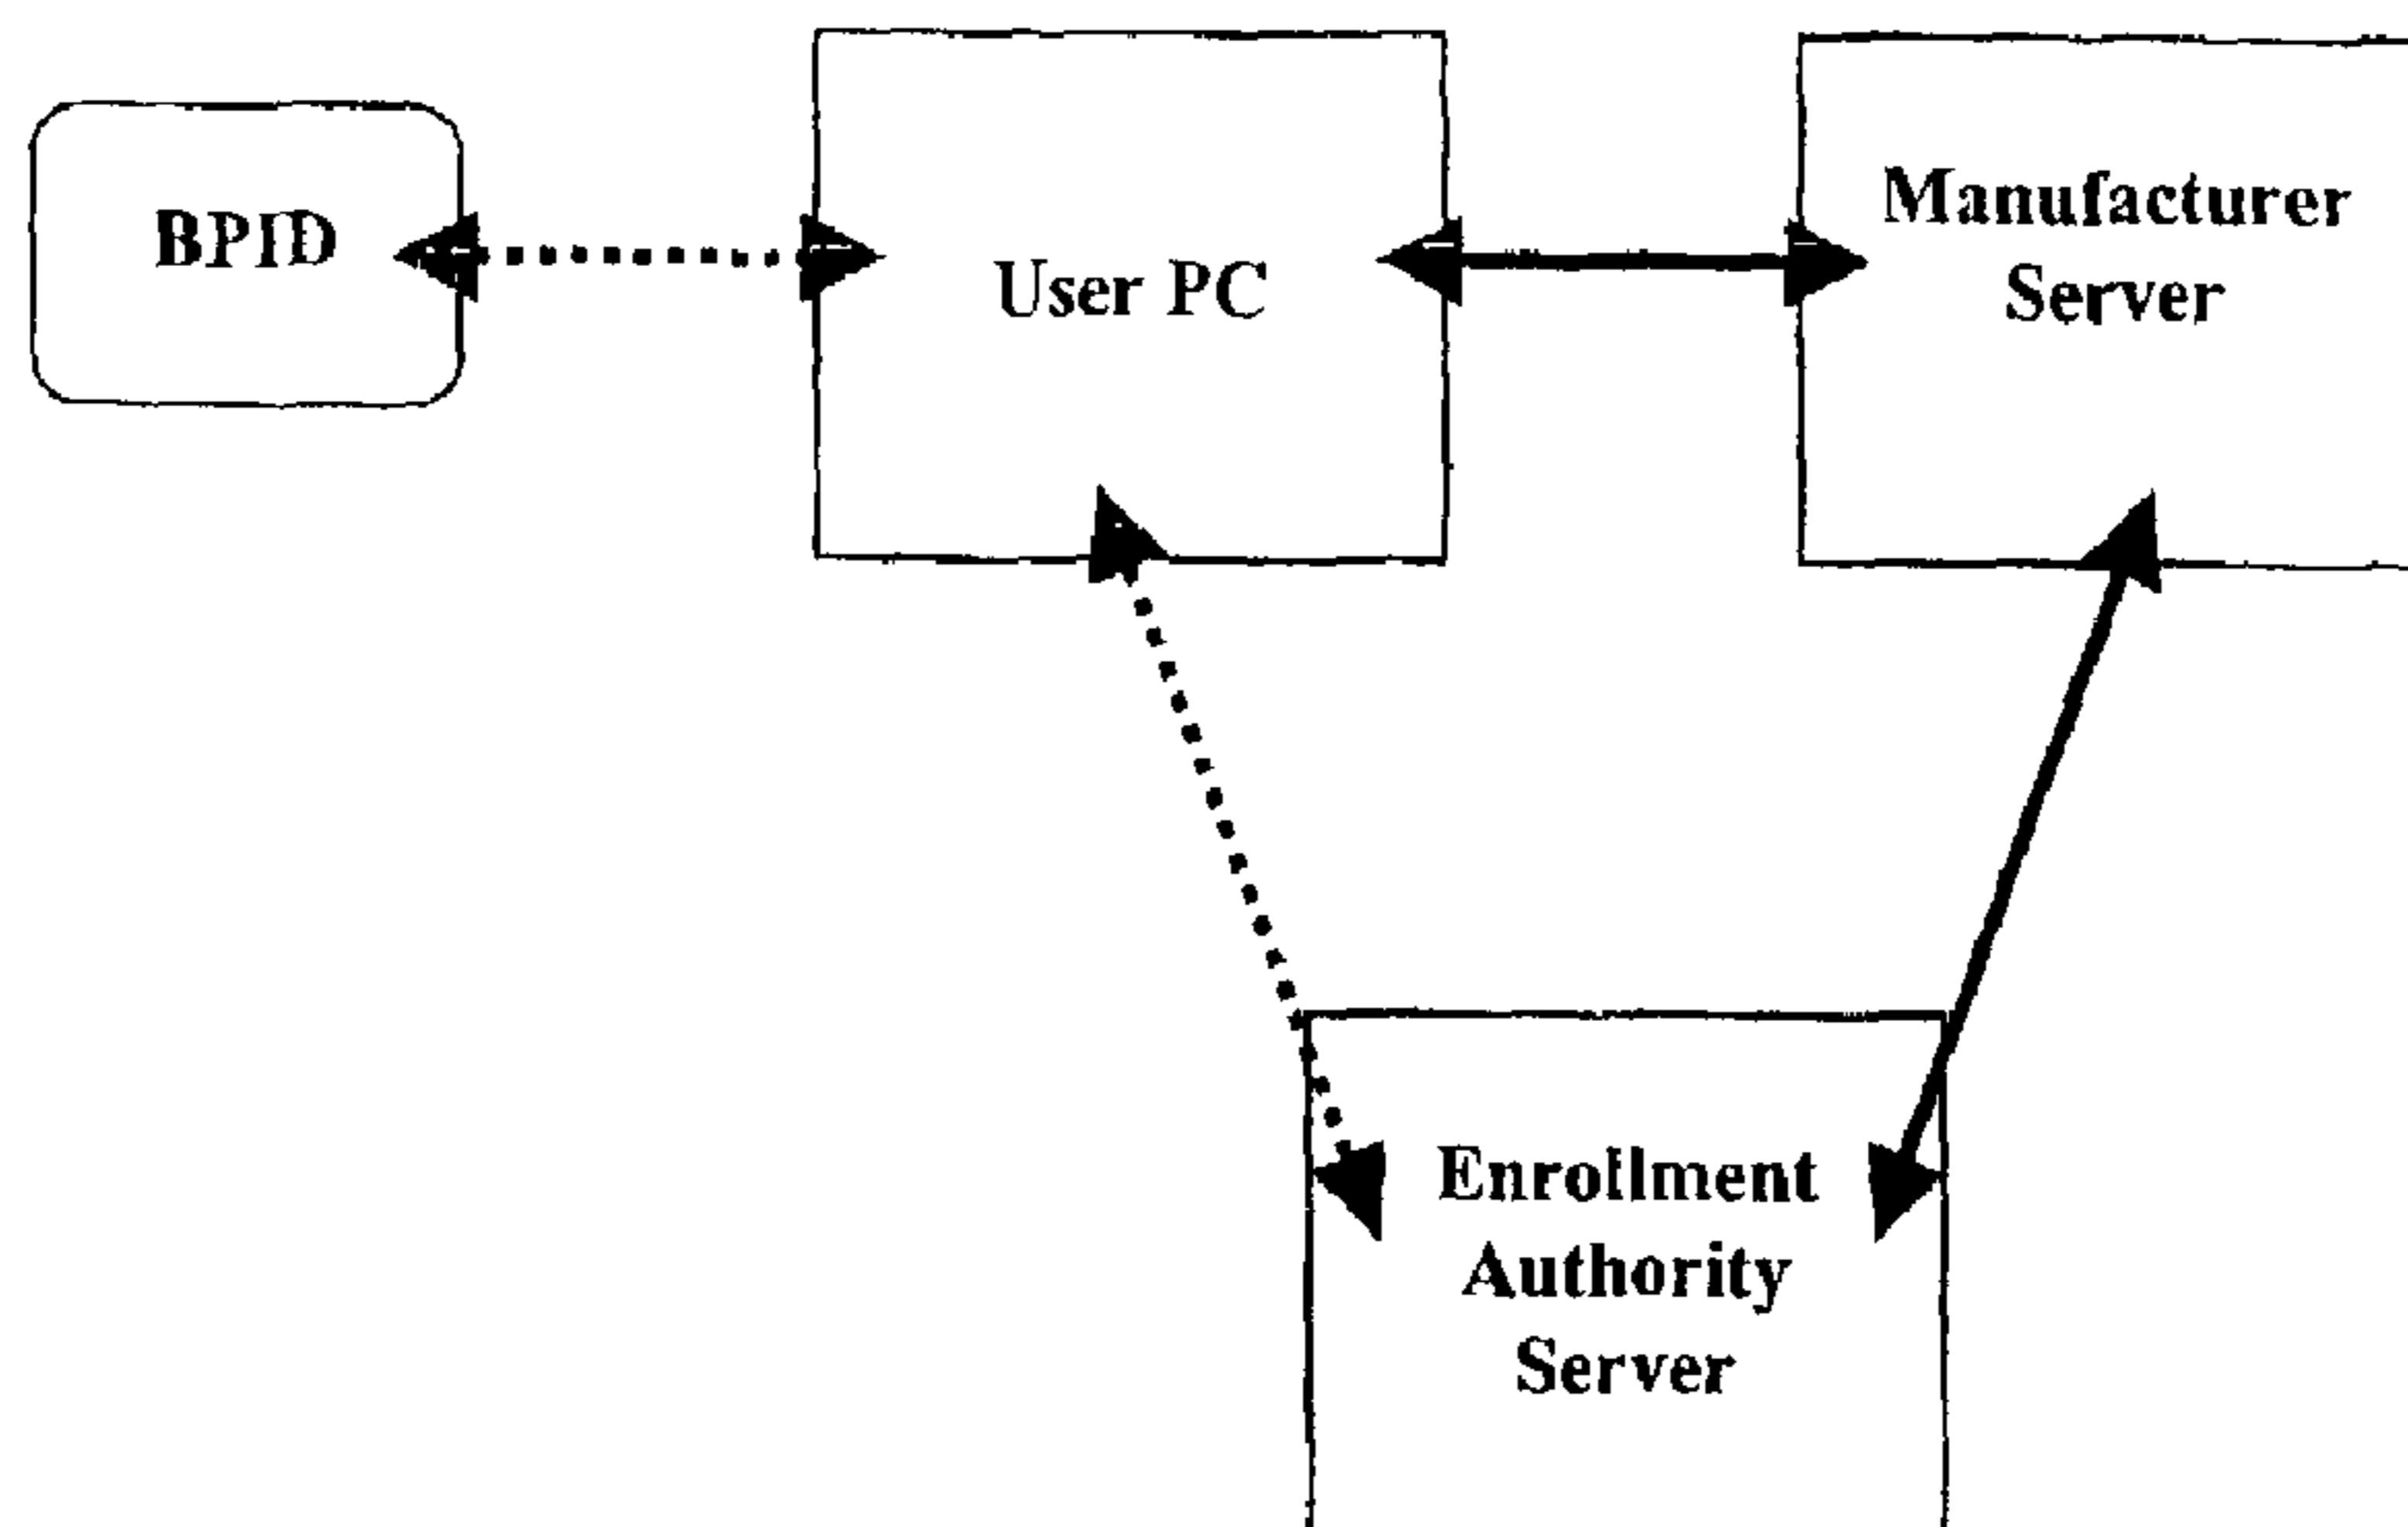 BPID
User PC
Manufacturer
Server
Enrollment
Authority
Server